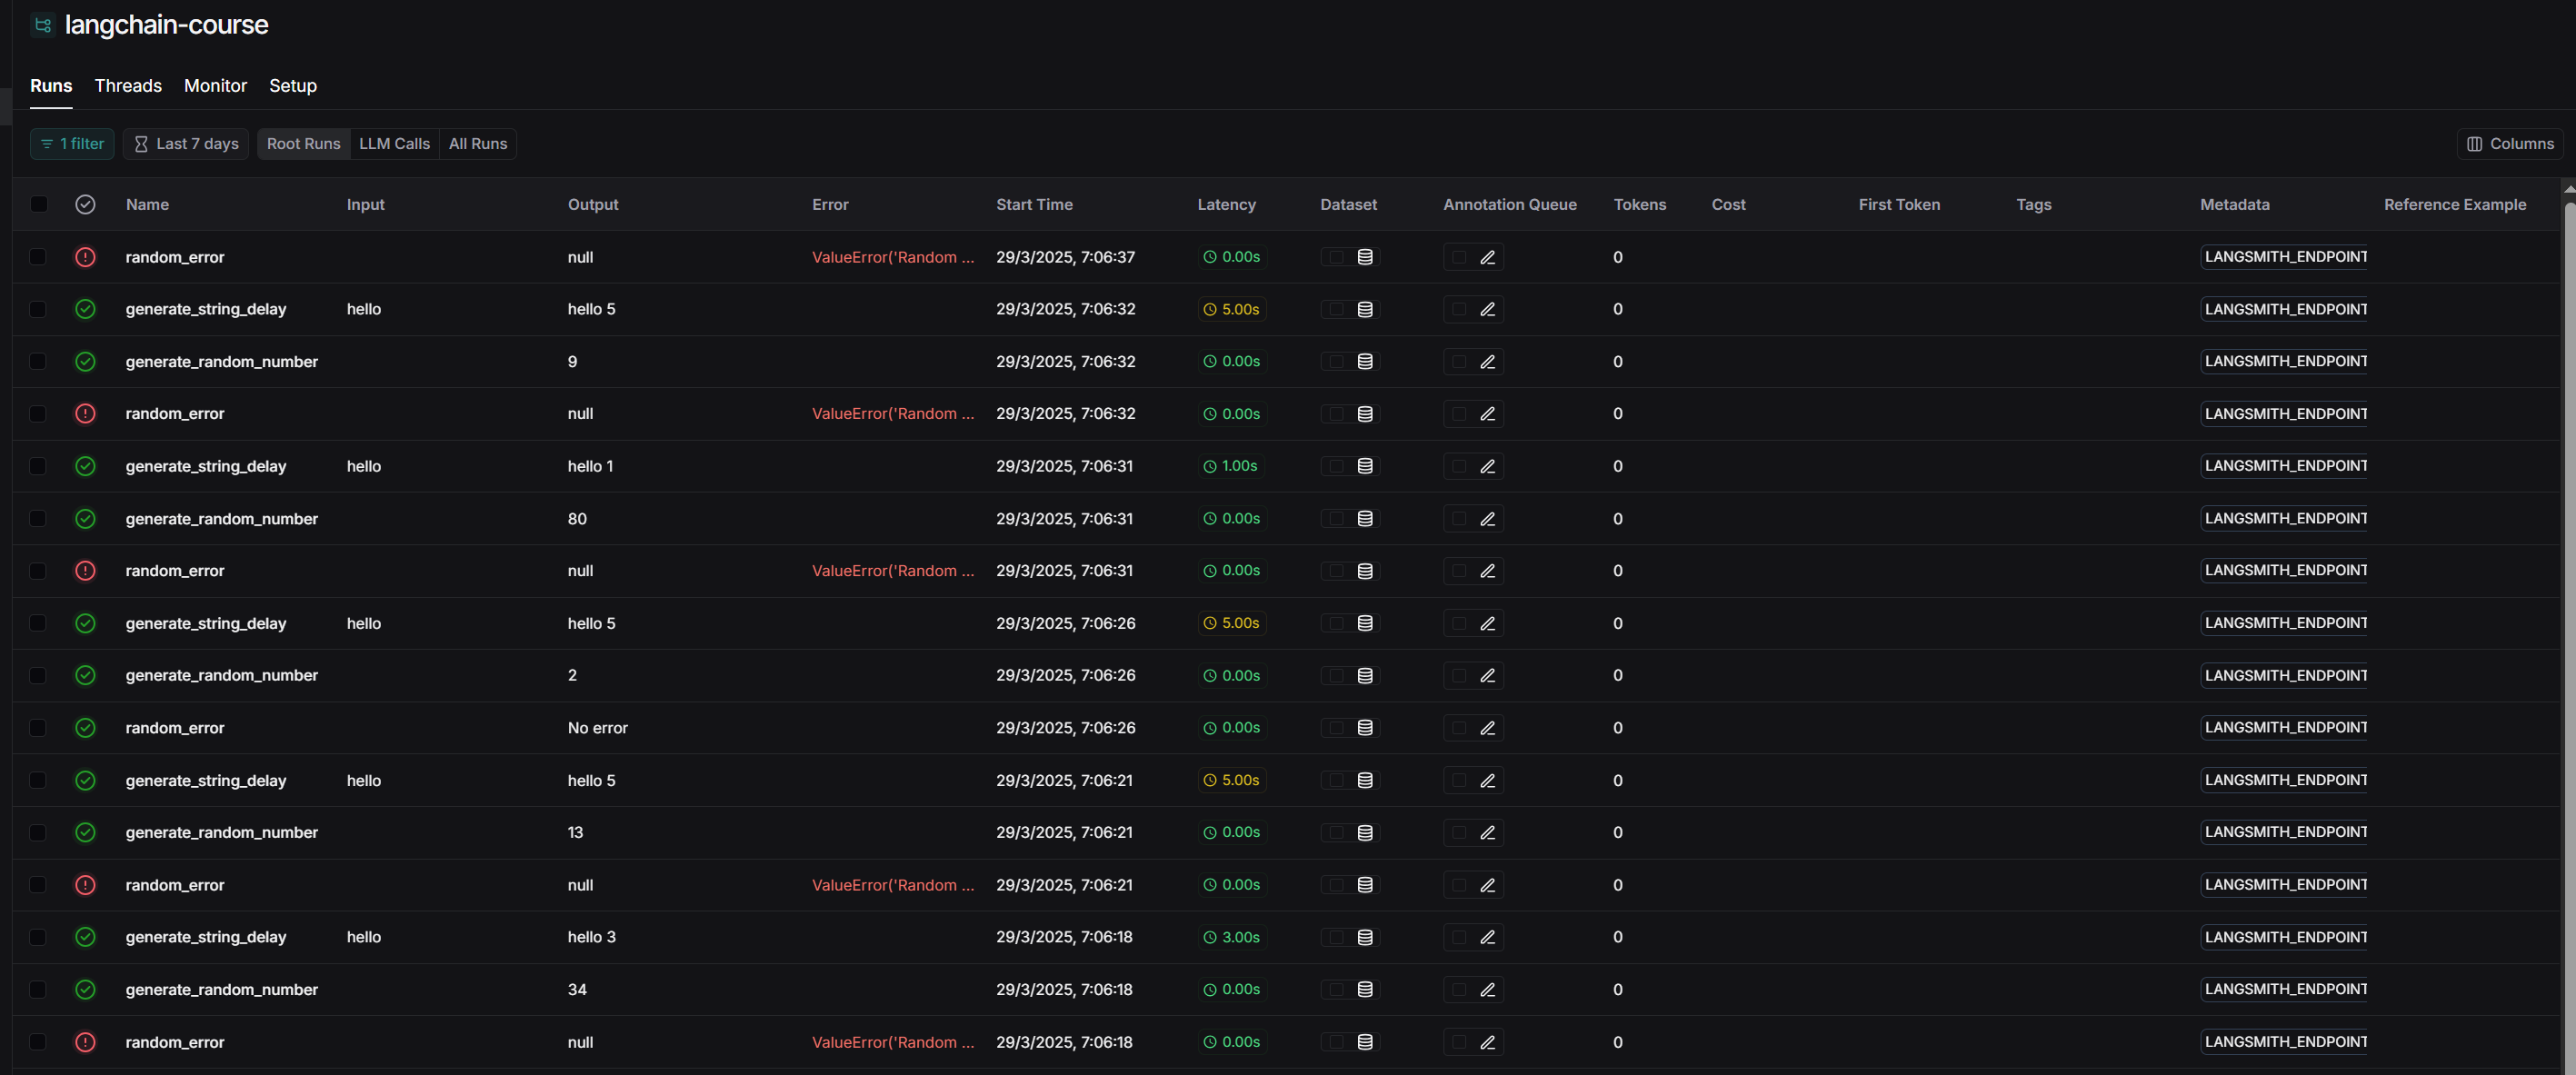 langchain-course
Runs Threads Monitor Setup
1 filter Last 7 days Root Runs LLM Calls All Runs Columns
Name Input Output Error Start Time Latency Dataset Annotation Queue Tokens Cost First Token Tags Metadata Reference Example
random_error null ValueError('Random ... 29/3/2025, 7:06:37 0.00s 0 LANGSMITH_ENDPOINT
generate_string_delay hello hello 5 29/3/2025, 7:06:32 5.00s 0 LANGSMITH_ENDPOINT
generate_random_number 9 29/3/2025, 7:06:32 0.00s 0 LANGSMITH_ENDPOINT
random_error null ValueError('Random ... 29/3/2025, 7:06:32 0.00s 0 LANGSMITH_ENDPOINT
generate_string_delay hello hello 1 29/3/2025, 7:06:31 1.00s 0 LANGSMITH_ENDPOINT
generate_random_number 80 29/3/2025, 7:06:31 0.00s 0 LANGSMITH_ENDPOINT
random_error null ValueError('Random ... 29/3/2025, 7:06:31 0.00s 0 LANGSMITH_ENDPOINT
generate_string_delay hello hello 5 29/3/2025, 7:06:26 5.00s 0 LANGSMITH_ENDPOINT
generate_random_number 2 29/3/2025, 7:06:26 0.00s 0 LANGSMITH_ENDPOINT
random_error No error 29/3/2025, 7:06:26 0.00s 0 LANGSMITH_ENDPOINT
generate_string_delay hello hello 5 29/3/2025, 7:06:21 5.00s 0 LANGSMITH_ENDPOINT
generate_random_number 13 29/3/2025, 7:06:21 0.00s 0 LANGSMITH_ENDPOINT
random_error null ValueError('Random ... 29/3/2025, 7:06:21 0.00s 0 LANGSMITH_ENDPOINT
generate_string_delay hello hello 3 29/3/2025, 7:06:18 3.00s 0 LANGSMITH_ENDPOINT
generate_random_number 34 29/3/2025, 7:06:18 0.00s 0 LANGSMITH_ENDPOINT
random_error null ValueError('Random ... 29/3/2025, 7:06:18 0.00s 0 LANGSMITH_ENDPOINT